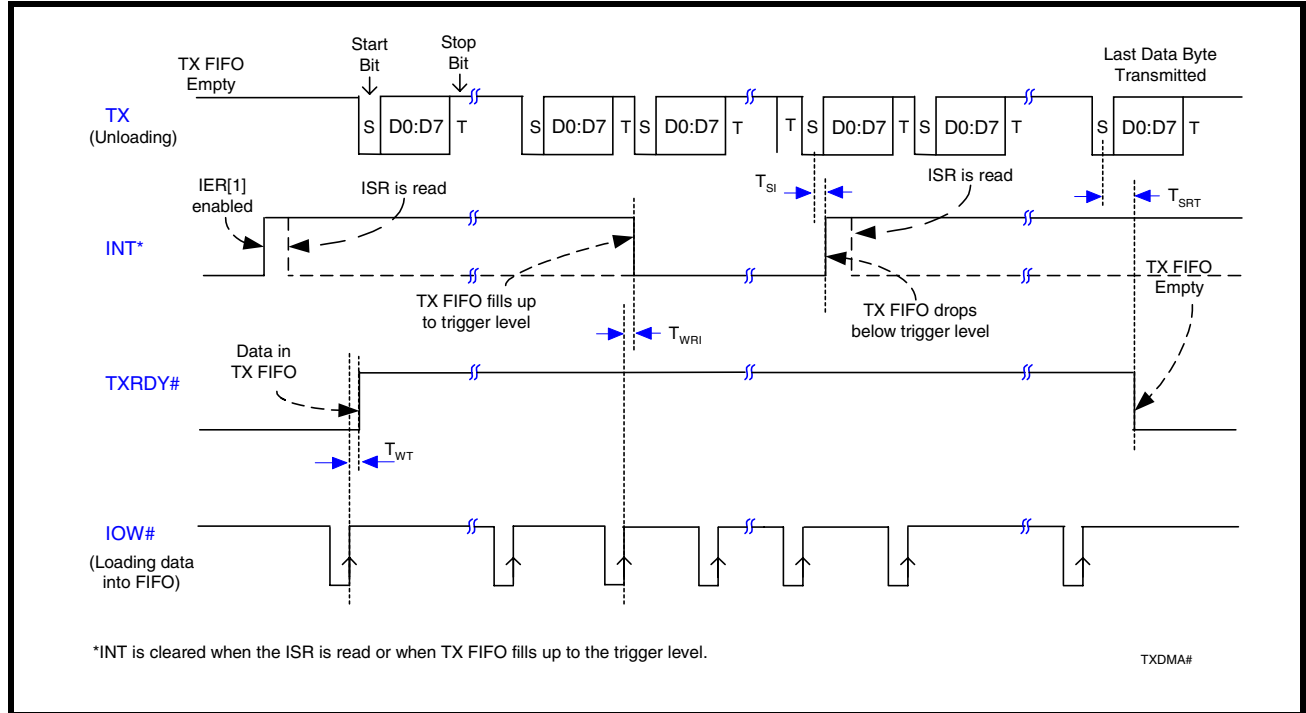 Start
Bit
Stop
Bit
TX FIFO
Empty
Last Data Byte
Transmitted
TX
(Unloading)
S D0:D7 T S D0:D7 T S D0:D7 T T S D0:D7 T S D0:D7 T S D0:D7 T
IER[1]
enabled
ISR is read
TSI
ISR is read
TSRT
INT*
TX FIFO fills up
to trigger level
TX FIFO drops
below trigger level
TX FIFO
Empty
TWRI
Data in
TX FIFO
TXRDY#
TWT
IOW#
(Loading data
into FIFO)
*INT is cleared when the ISR is read or when TX FIFO fills up to the trigger level.
TXDMA#